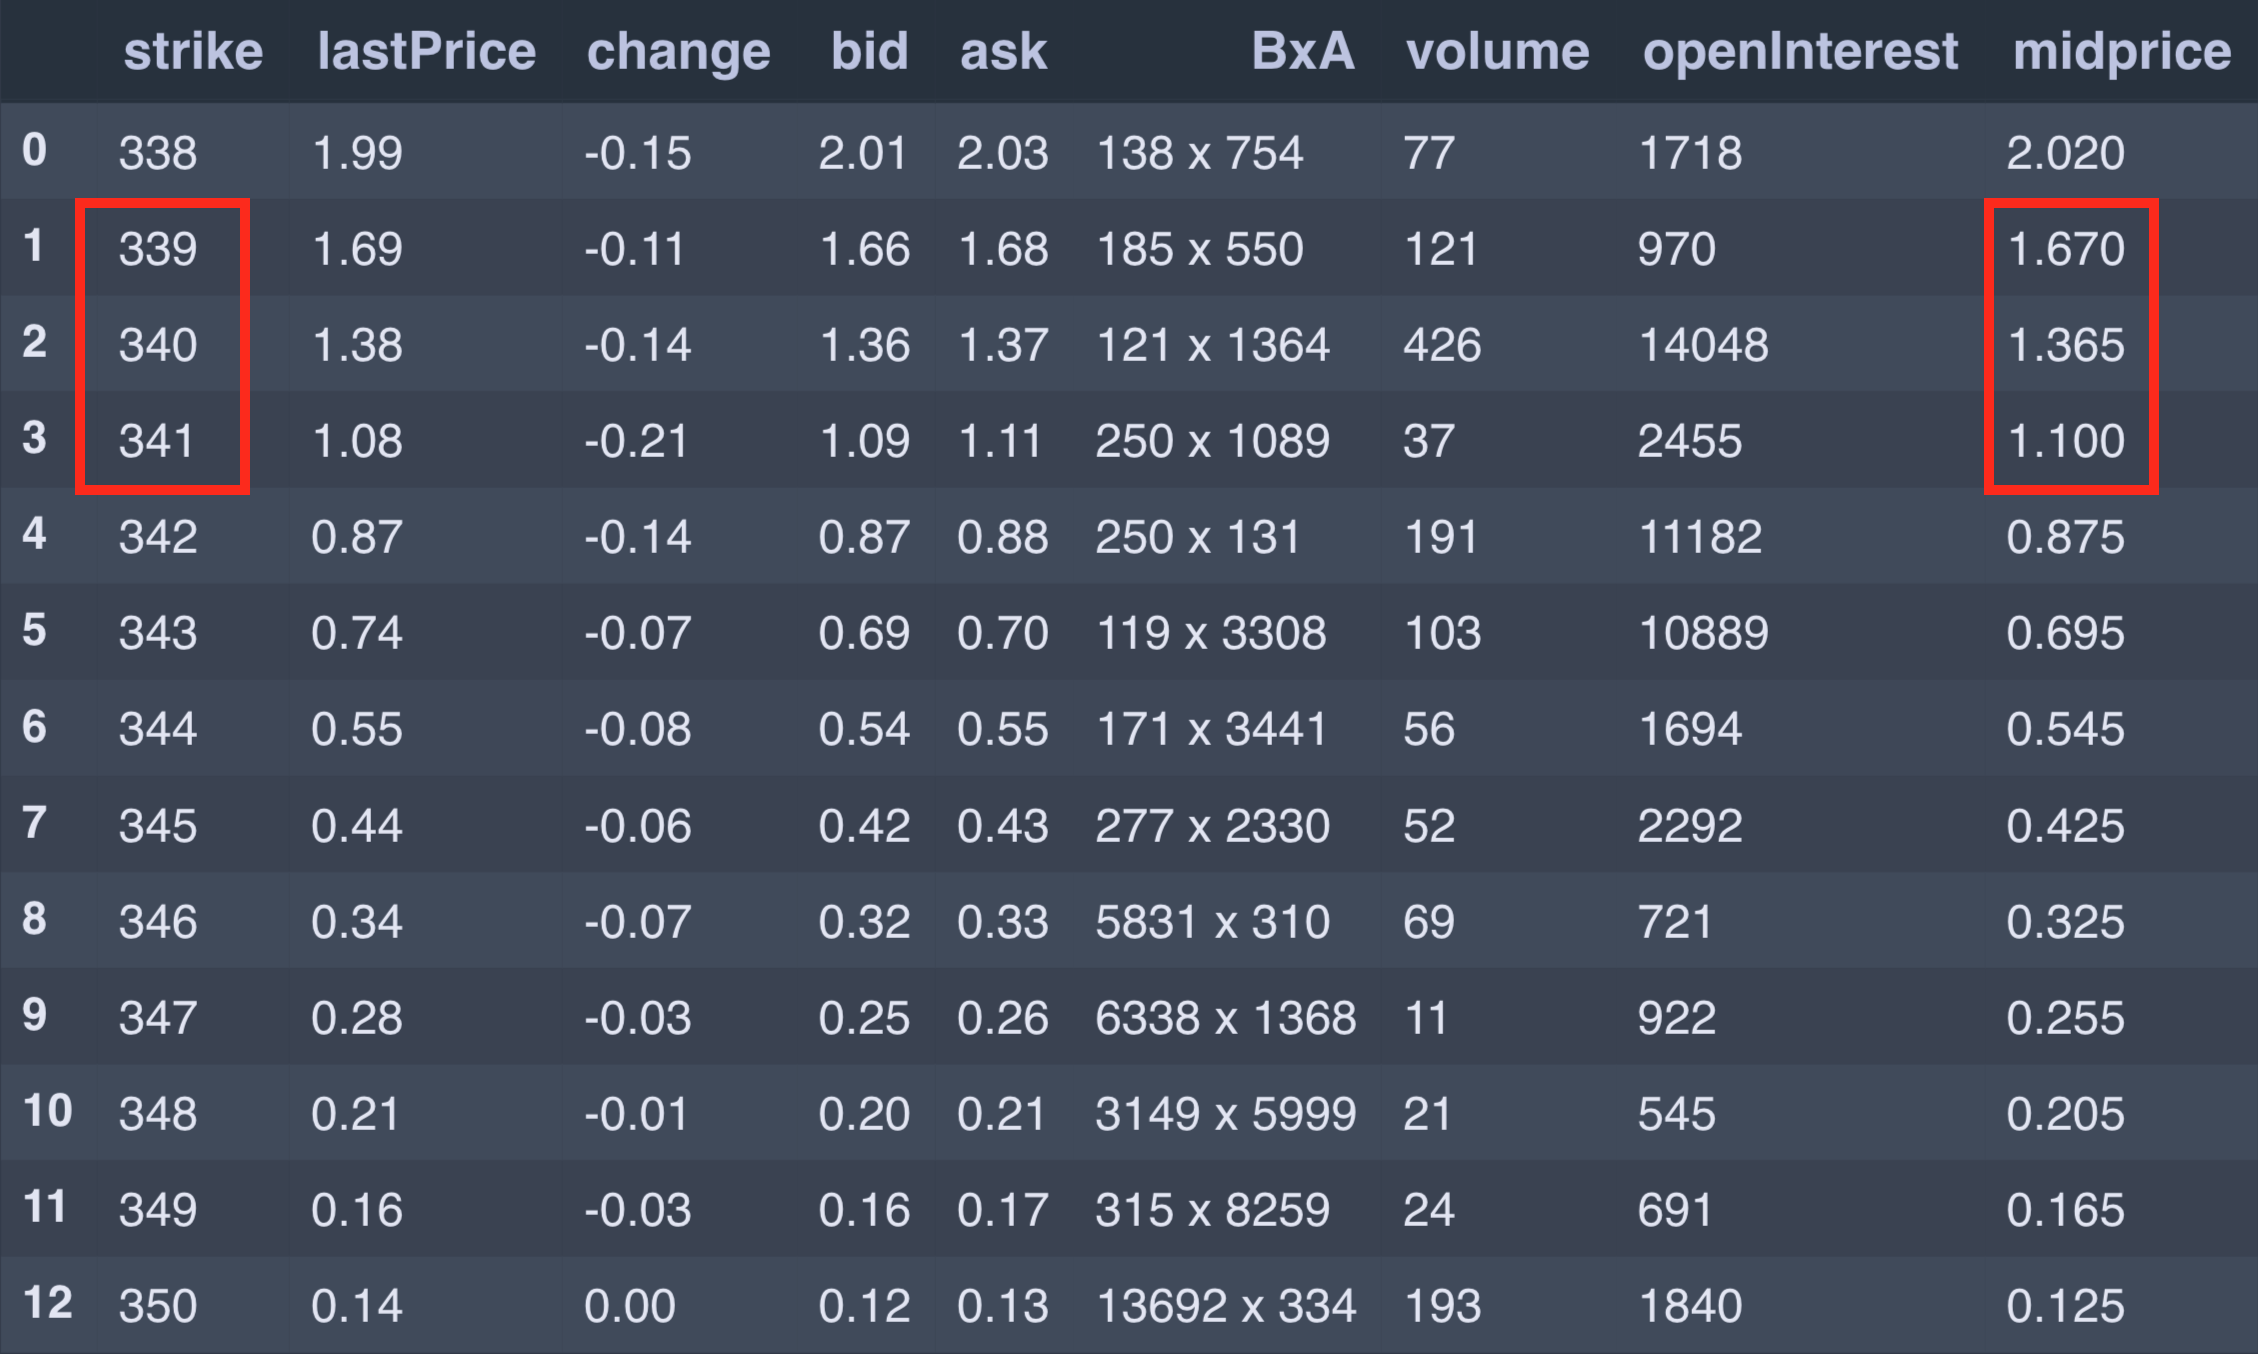 strike lastPrice change bid ask BxA volume openInterest midprice
0 338 1.99 -0.15 2.01 2.03 138 x 754 77 1718 2.020
1 339 1.69 -0.11 1.66 1.68 185 x 550 121 970 1.670
2 340 1.38 -0.14 1.36 1.37 121 x 1364 426 14048 1.365
3 341 1.08 -0.21 1.09 1.11 250 x 1089 37 2455 1.100
4 342 0.87 -0.14 0.87 0.88 250 x 131 191 11182 0.875
5 343 0.74 -0.07 0.69 0.70 119 x 3308 103 10889 0.695
6 344 0.55 -0.08 0.54 0.55 171 x 3441 56 1694 0.545
7 345 0.44 -0.06 0.42 0.43 277 x 2330 52 2292 0.425
8 346 0.34 -0.07 0.32 0.33 5831 x 310 69 721 0.325
9 347 0.28 -0.03 0.25 0.26 6338 x 1368 11 922 0.255
10 348 0.21 -0.01 0.20 0.21 3149 x 5999 21 545 0.205
11 349 0.16 -0.03 0.16 0.17 315 x 8259 24 691 0.165
12 350 0.14 0.00 0.12 0.13 13692 x 334 193 1840 0.125